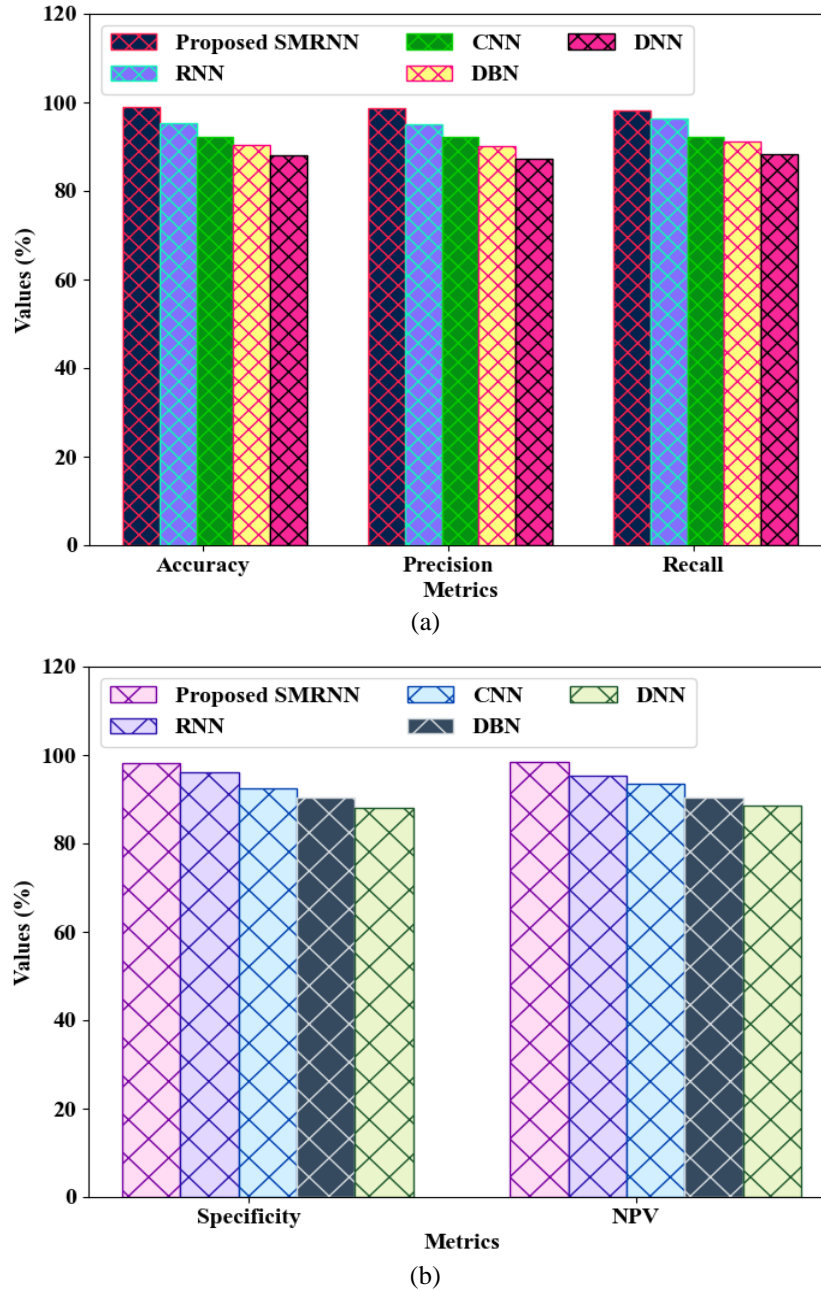 120
100
80
60
40
20
0
Values (%)
Proposed SMRNN CNN DNN
RNN DBN
Accuracy Precision Recall
Metrics
(a)
120
100
80
60
40
20
0
Values (%)
Proposed SMRNN CNN DNN
RNN DBN
Specificity NPV
Metrics
(b)